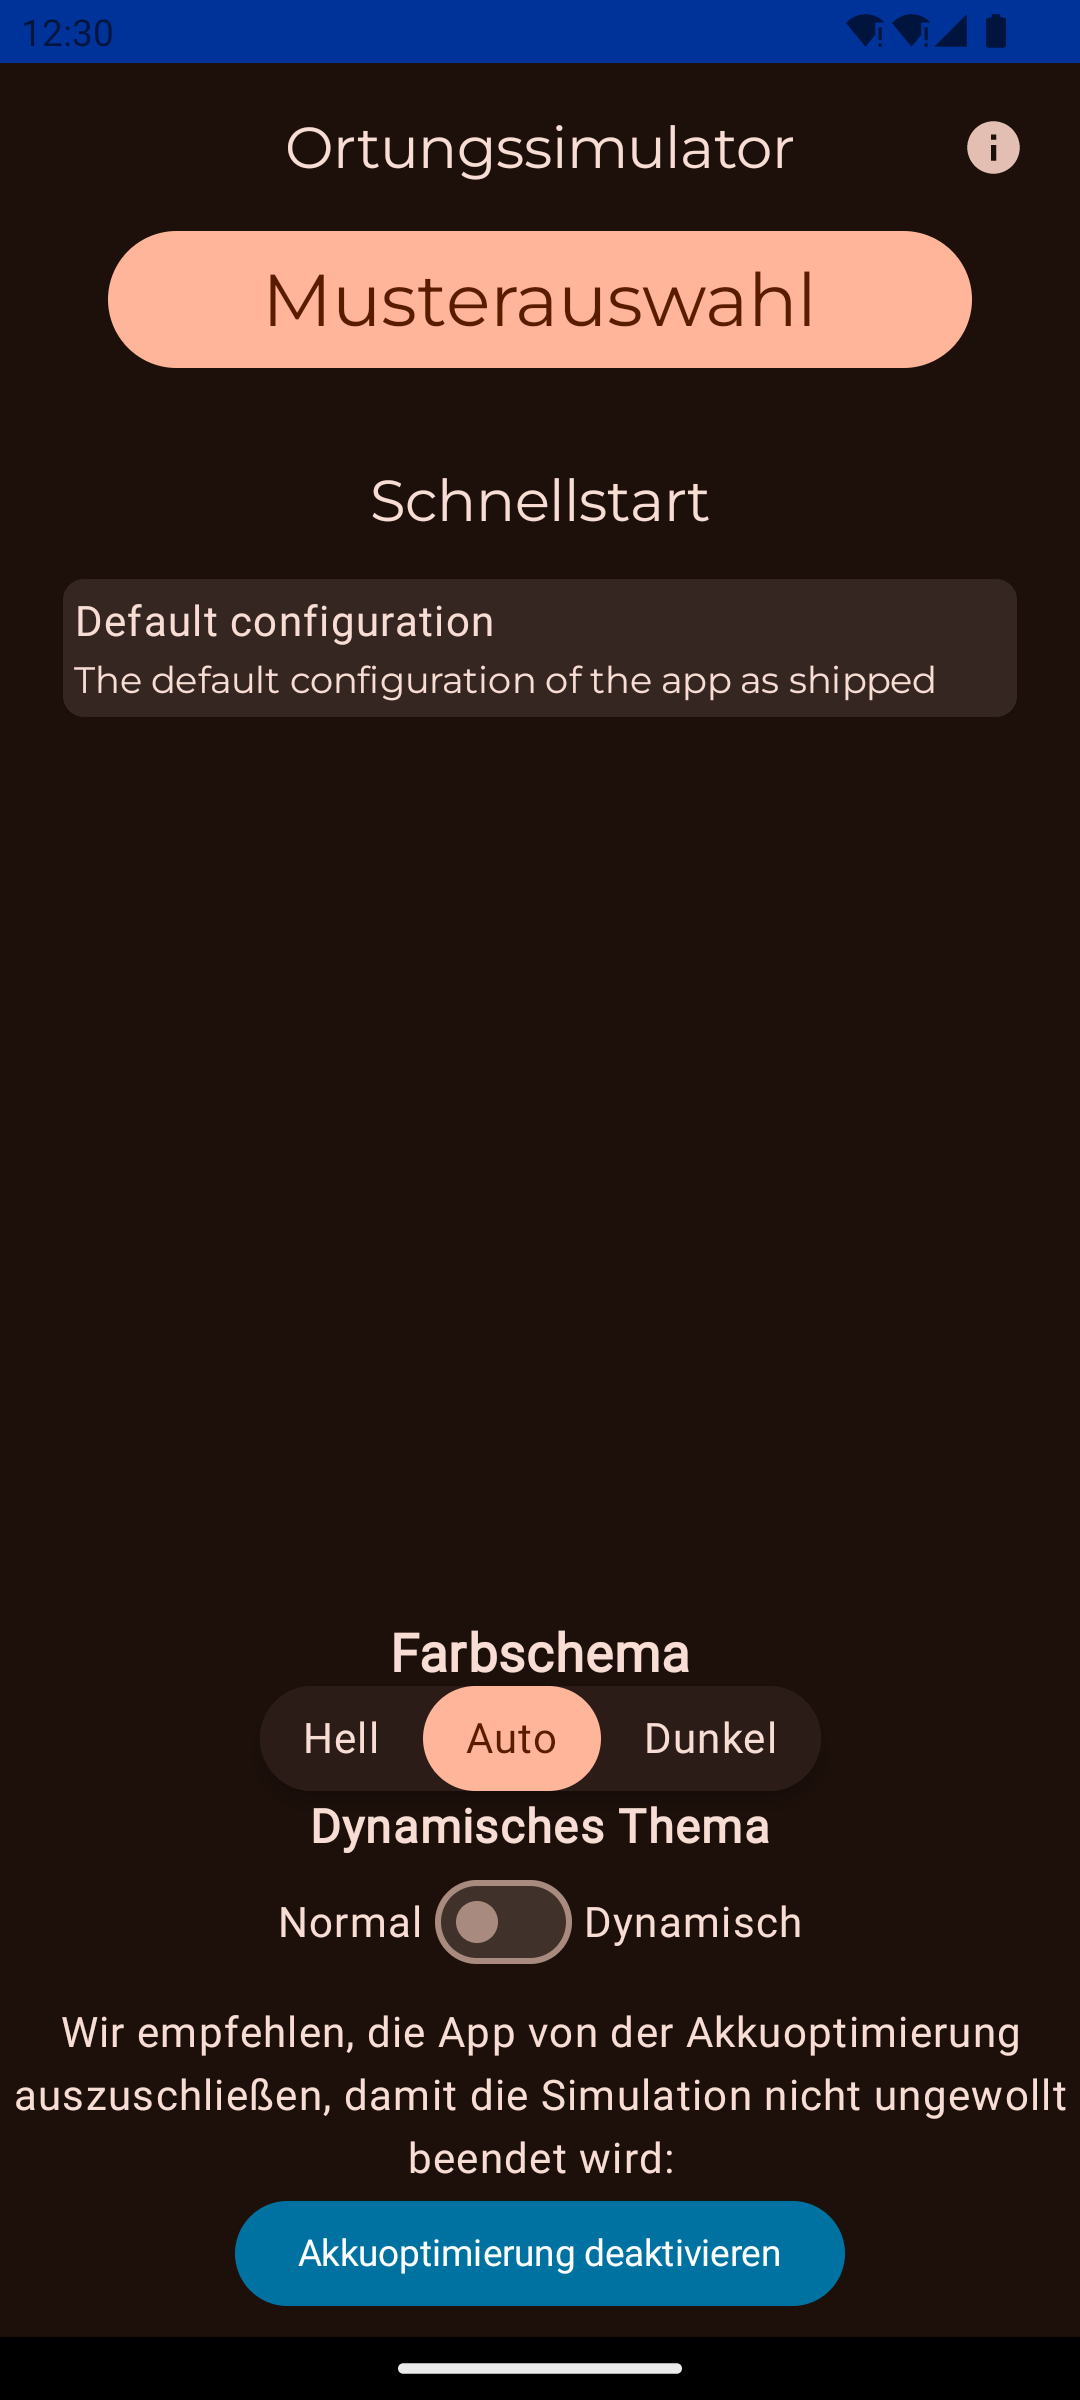 12:30
Ortungssimulator
Musterauswahl
Schnellstart
Default configuration
The default configuration of the app as shipped
Farbschema
Hell Auto Dunkel
Dynamisches Thema
Normal Dynamisch
Wir empfehlen, die App von der Akkuoptimierung
auszuschließen, damit die Simulation nicht ungewollt
beendet wird:
Akkuoptimierung deaktivieren